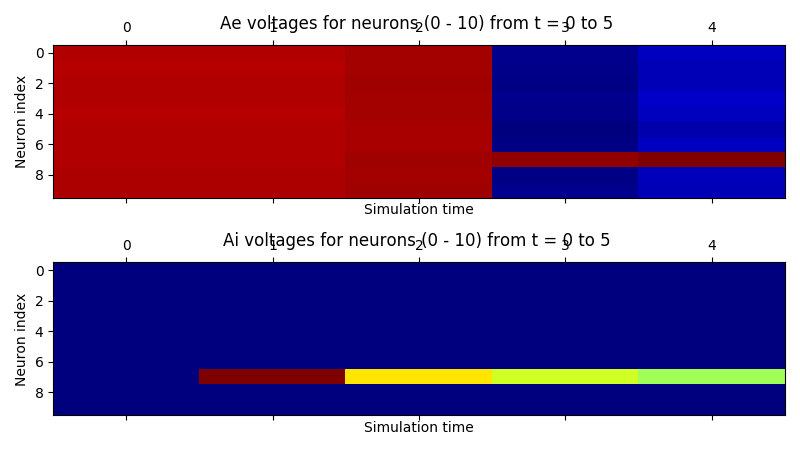 Ae voltages for neurons (0 - 10) from t = 0 to 5
0 1 2 3 4
0
2
4
6
8
Neuron index
Simulation time
Ai voltages for neurons (0 - 10) from t = 0 to 5
0 1 2 3 4
0
2
4
6
8
Neuron index
Simulation time